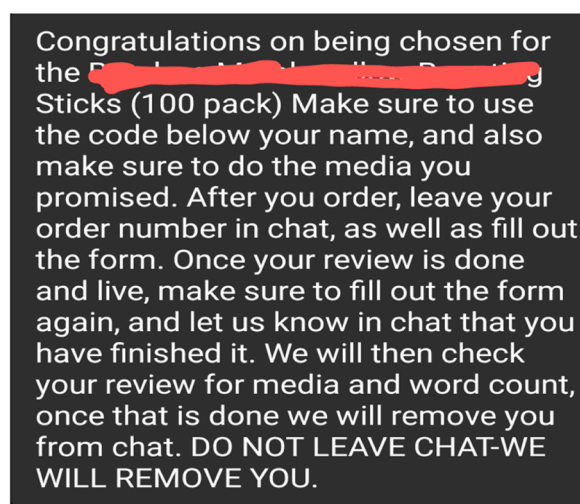 Congratulations on being chosen for
the
Sticks (100 pack) Make sure to use
the code below your name, and also
make sure to do the media you
promised. After you order, leave your
order number in chat, as well as fill out
the form. Once your review is done
and live, make sure to fill out the form
again, and let us know in chat that you
have finished it. We will then check
your review for media and word count,
once that is done we will remove you
from chat. DO NOT LEAVE CHAT-WE
WILL REMOVE YOU.